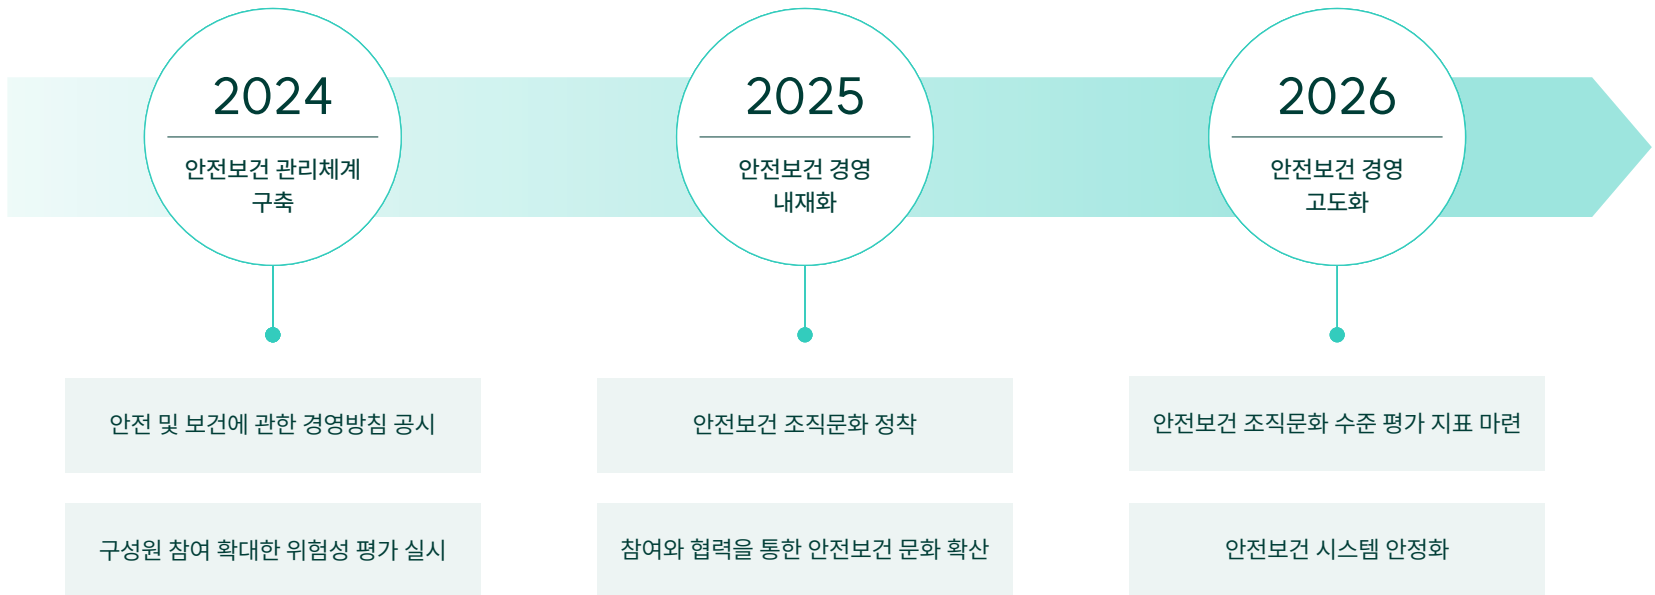 2024
안전보건 관리체계
구축
안전 및 보건에 관한 경영방침 공시
구성원 참여 확대한 위험성 평가 실시
2025
안전보건 경영
내재화
안전보건 조직문화 정착
참여와 협력을 통한 안전보건 문화 확산
2026
안전보건 경영
고도화
안전보건 조직문화 수준 평가 지표 마련
안전보건 시스템 안정화